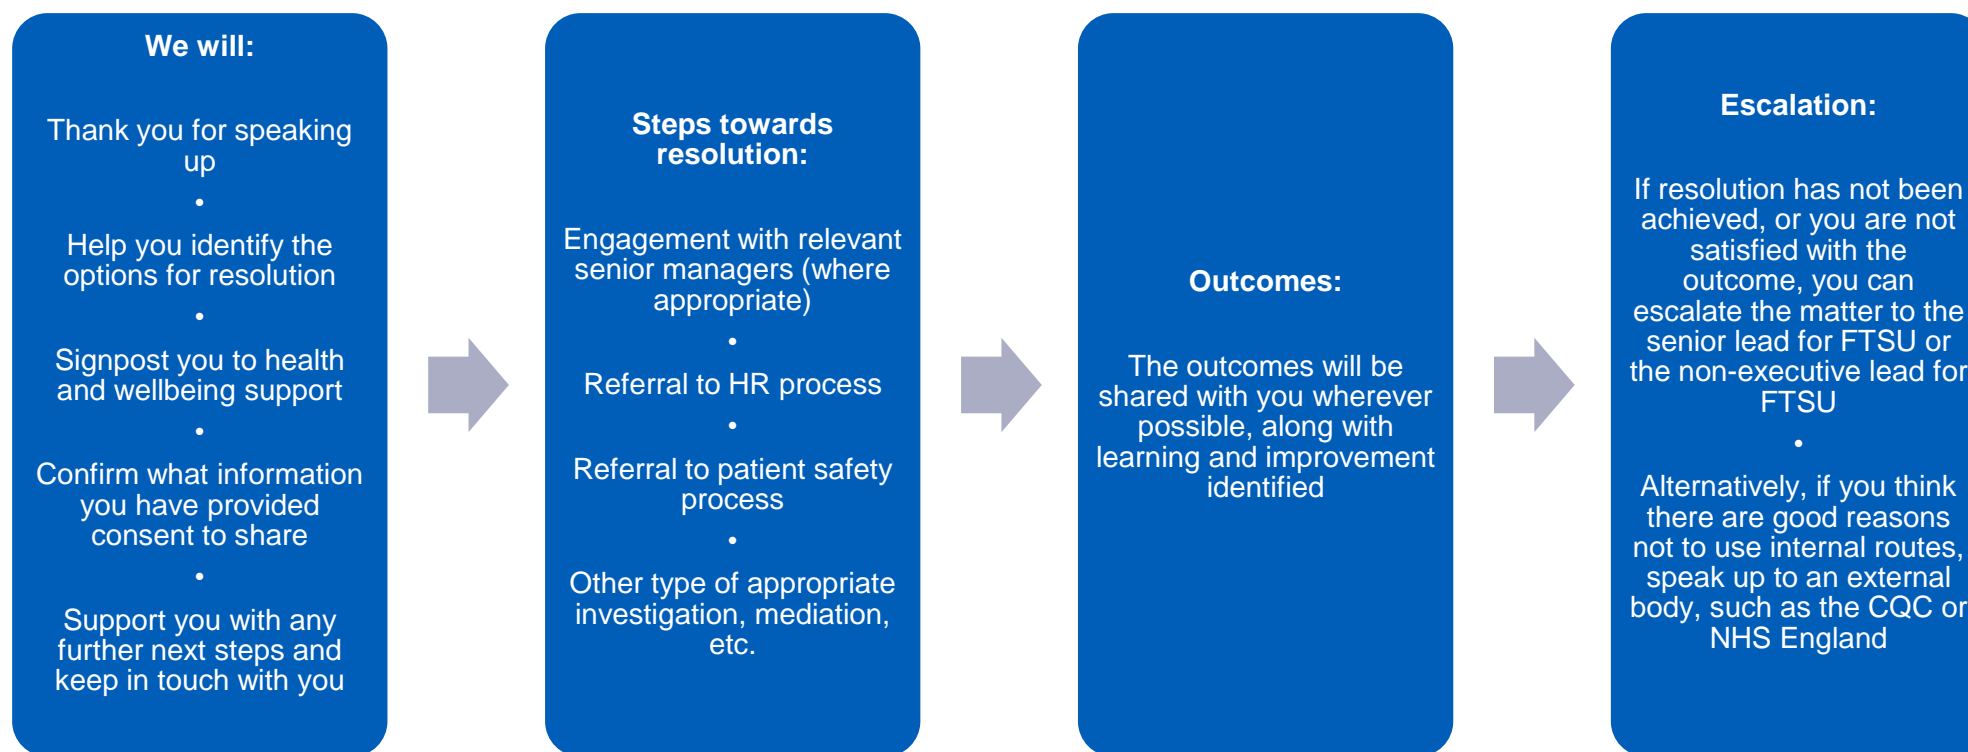 We will:
Thank you for speaking
up
•
Help you identify the
options for resolution
•
Signpost you to health
and wellbeing support
•
Confirm what information
you have provided
consent to share
•
Support you with any
further next steps and
keep in touch with you
Steps towards
resolution:
Engagement with relevant
senior managers (where
appropriate)
•
Referral to HR process
•
Referral to patient safety
process
•
Other type of appropriate
investigation, mediation,
etc.
Outcomes:
The outcomes will be
shared with you wherever
possible, along with
learning and improvement
identified
Escalation:
If resolution has not been
achieved, or you are not
satisfied with the
outcome, you can
escalate the matter to the
senior lead for FTSU or
the non-executive lead for
FTSU
•
Alternatively, if you think
there are good reasons
not to use internal routes,
speak up to an external
body, such as the CQC or
NHS England